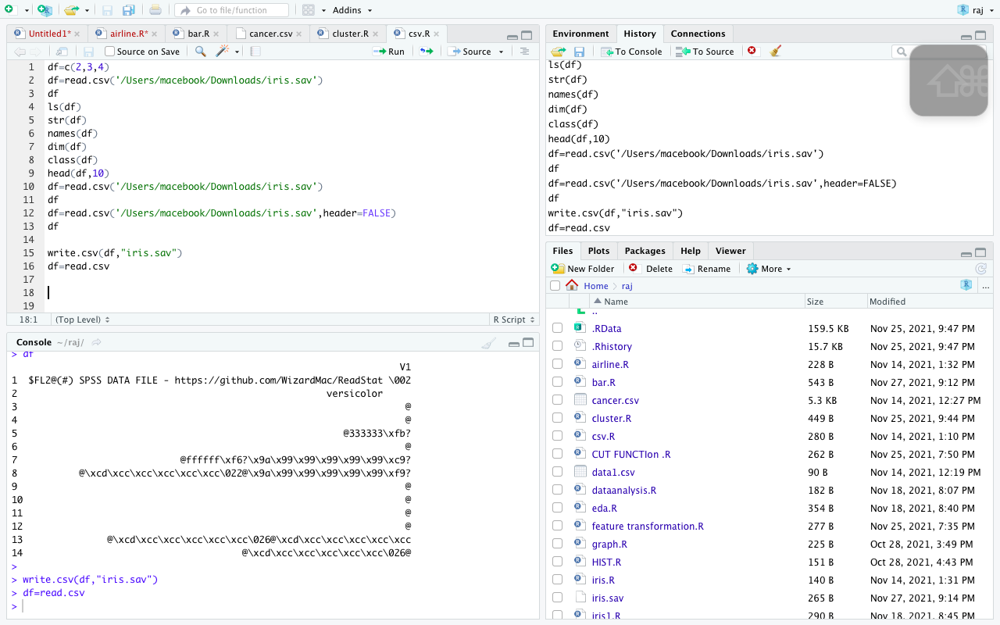 Go to file/function
Addins
raj
Untitled1*
airline.R*
bar.R
cancer.csv
cluster.R
csv.R
Source on Save
Run
Source
1 df=c(2,3,4)
2 df=read.csv('/Users/macebook/Downloads/iris.sav')
3 df
4 ls(df)
5 str(df)
6 names(df)
7 dim(df)
8 class(df)
9 head(df,10)
10 df=read.csv('/Users/macebook/Downloads/iris.sav')
11 df
12 df=read.csv('/Users/macebook/Downloads/iris.sav',header=FALSE)
13 df
14
15 write.csv(df,"iris.sav")
16 df=read.csv
17
18
19
18:1 (Top Level) R Script
Console ~/raj/
> df
V1
1 $FL2@(#) SPSS DATA FILE - https://github.com/WizardMac/ReadStat \002
2 versicolor
3 @
4 @
5 @333333\xfb?
6 @
7 @ffffff\xf6?\x9a\x99\x99\x99\x99\x99\xc9?
8 @\xcd\xcc\xcc\xcc\xcc\xcc\022@\x9a\x99\x99\x99\x99\x99\xf9?
9 @
10 @
11 @
12 @
13 @\xcd\xcc\xcc\xcc\xcc\xcc\026@\xcd\xcc\xcc\xcc\xcc\xcc
14 @\xcd\xcc\xcc\xcc\xcc\xcc\026@
>
> write.csv(df,"iris.sav")
> df=read.csv
>
Environment History Connections
To Console To Source
ls(df)
str(df)
names(df)
dim(df)
class(df)
head(df,10)
df=read.csv('/Users/macebook/Downloads/iris.sav')
df
df=read.csv('/Users/macebook/Downloads/iris.sav',header=FALSE)
df
write.csv(df,"iris.sav")
df=read.csv
Files Plots Packages Help Viewer
New Folder Delete Rename More
Home raj ...
Name Size Modified
..
.RData 159.5 KB Nov 25, 2021, 9:47 PM
.Rhistory 15.7 KB Nov 25, 2021, 9:47 PM
airline.R 228 B Nov 14, 2021, 1:32 PM
bar.R 543 B Nov 27, 2021, 9:12 PM
cancer.csv 5.3 KB Nov 14, 2021, 12:27 PM
cluster.R 449 B Nov 25, 2021, 9:44 PM
csv.R 280 B Nov 14, 2021, 1:10 PM
CUT FUNCTIon .R 262 B Nov 25, 2021, 7:50 PM
data1.csv 90 B Nov 14, 2021, 12:19 PM
dataanalysis.R 182 B Nov 18, 2021, 8:07 PM
eda.R 354 B Nov 18, 2021, 8:40 PM
feature transformation.R 277 B Nov 25, 2021, 7:35 PM
graph.R 225 B Oct 28, 2021, 3:49 PM
HIST.R 151 B Oct 28, 2021, 4:43 PM
iris.R 140 B Nov 14, 2021, 1:31 PM
iris.sav 265 B Nov 27, 2021, 9:14 PM
iris1.R 290 B Nov 18, 2021, 8:45 PM